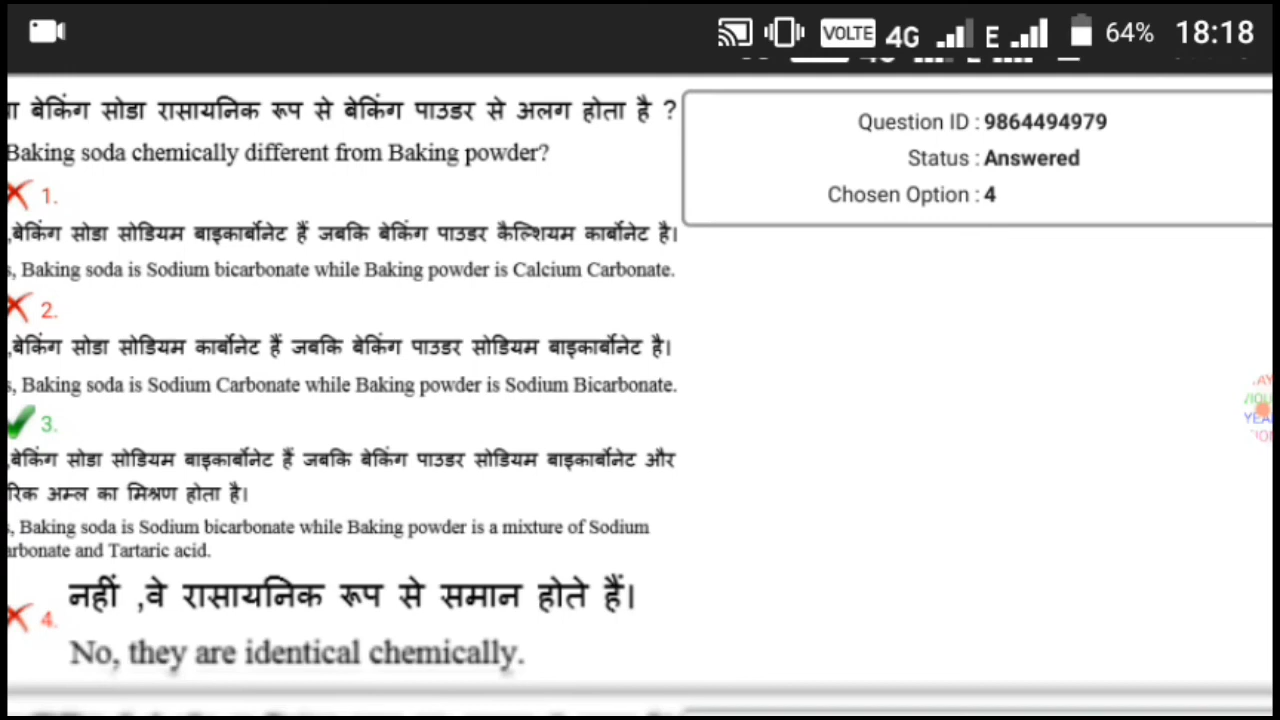 VOLTE 4G E 64% 18:18
बेकिंग सोडा रासायनिक रूप से बेकिंग पाउडर से अलग होता है ?
Baking soda chemically different from Baking powder?
1.
,बेकिंग सोडा सोडियम बाइकार्बोनेट हैं जबकि बेकिंग पाउडर कैल्शियम कार्बोनेट है।
, Baking soda is Sodium bicarbonate while Baking powder is Calcium Carbonate.
2.
,बेकिंग सोडा सोडियम कार्बोनेट हैं जबकि बेकिंग पाउडर सोडियम बाइकार्बोनेट है।
, Baking soda is Sodium Carbonate while Baking powder is Sodium Bicarbonate.
3.
,बेकिंग सोडा सोडियम बाइकार्बोनेट हैं जबकि बेकिंग पाउडर सोडियम बाइकार्बोनेट और
रिक अम्ल का मिश्रण होता है।
, Baking soda is Sodium bicarbonate while Baking powder is a mixture of Sodium
arbonate and Tartaric acid.
4. नहीं ,वे रासायनिक रूप से समान होते हैं।
No, they are identical chemically.
Question ID : 9864494979
Status : Answered
Chosen Option : 4